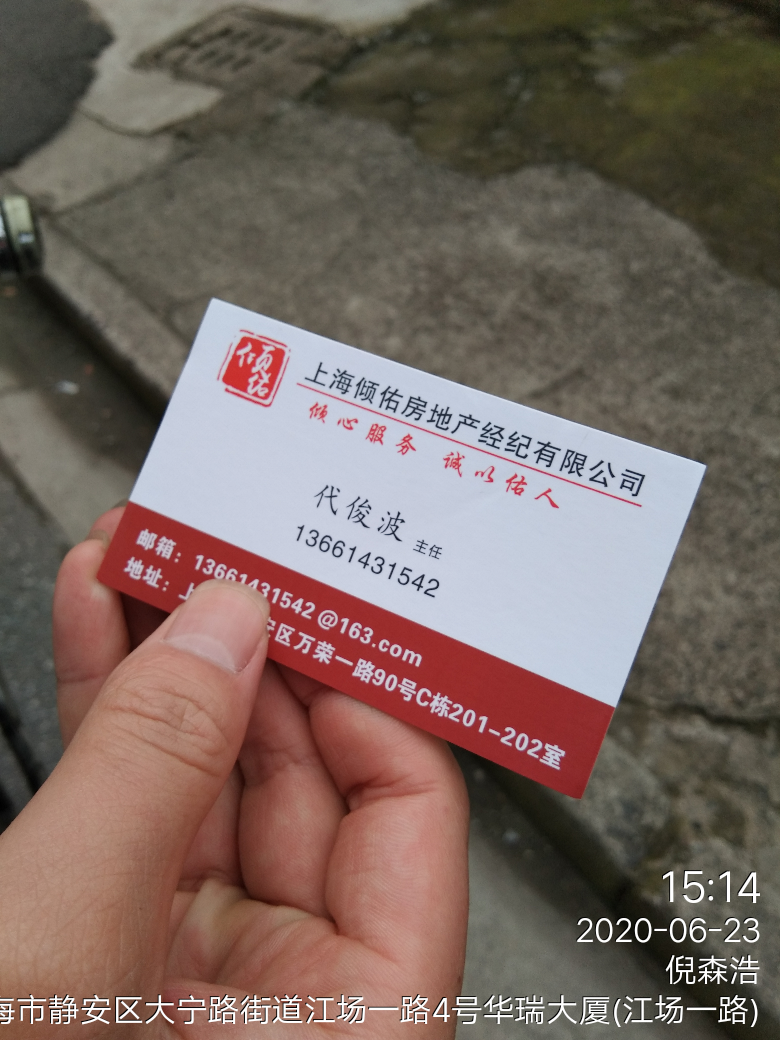 倾佑
上海倾佑房地产经纪有限公司
倾心服务 诚以佑人
代俊波 主任
13661431542
邮箱：13661431542@163.com
地址：上 安区万荣一路90号C栋201-202室
15:14
2020-06-23
倪森浩
海市静安区大宁路街道江场一路4号华瑞大厦(江场一路)